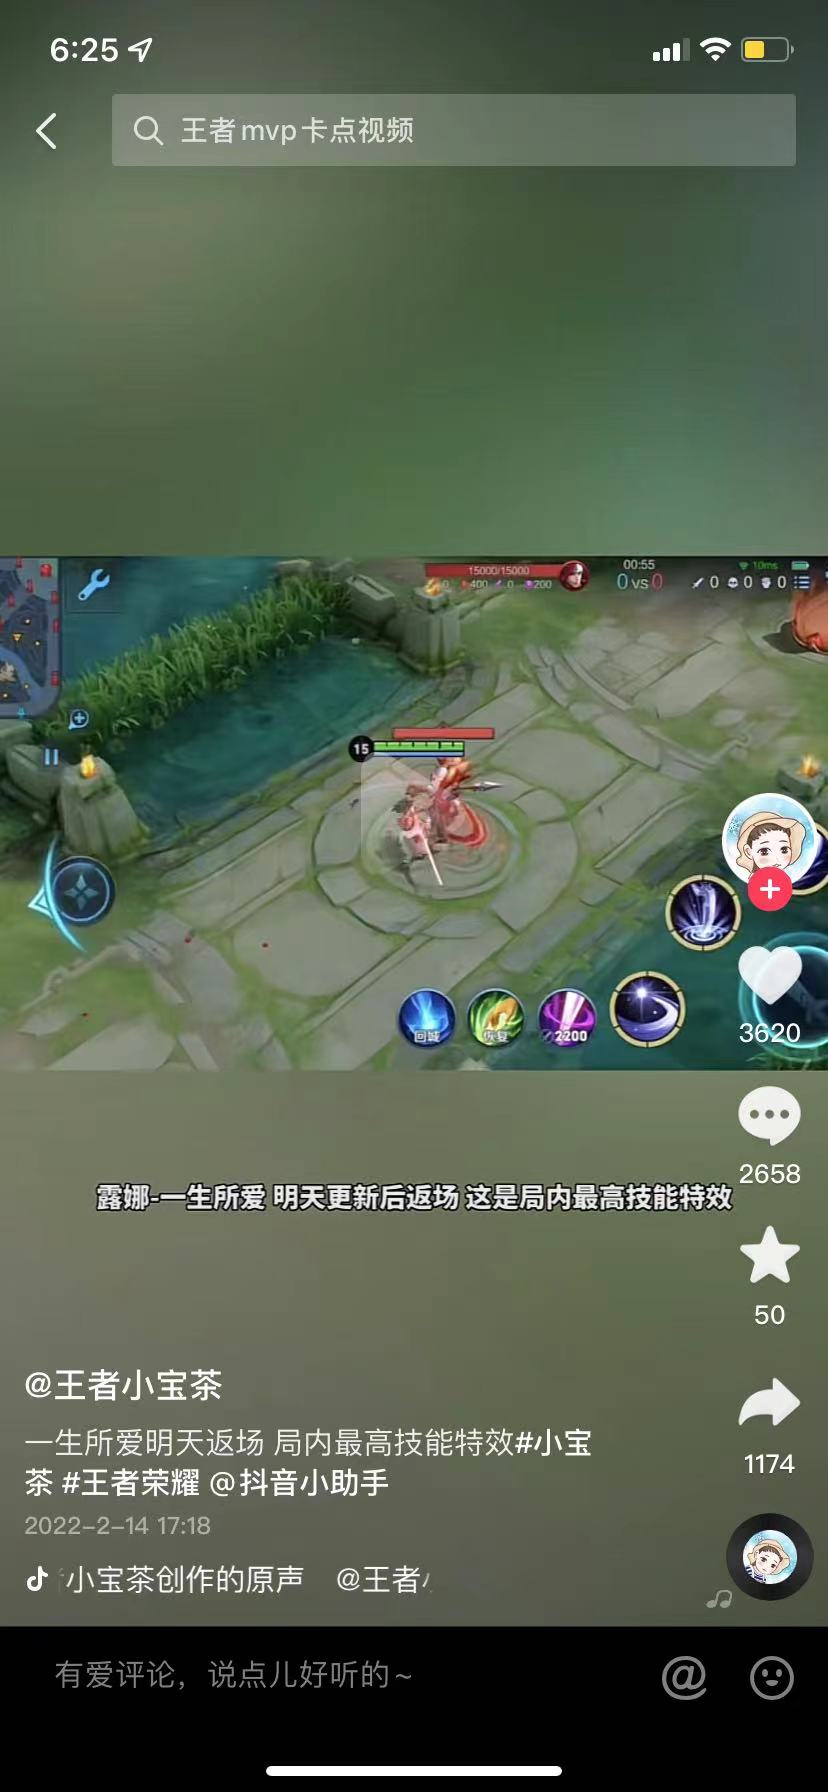 6:25
王者mvp卡点视频
15000/15000
400
0
200
00:55
0 vs 0
10ms
0
0
0
15
回城
恢复
2200
3620
2658
露娜-一生所爱 明天更新后返场 这是局内最高技能特效
50
@王者小宝茶
一生所爱明天返场 局内最高技能特效#小宝
茶 #王者荣耀 @抖音小助手
1174
2022-2-14 17:18
小宝茶创作的原声 @王者
有爱评论，说点儿好听的~